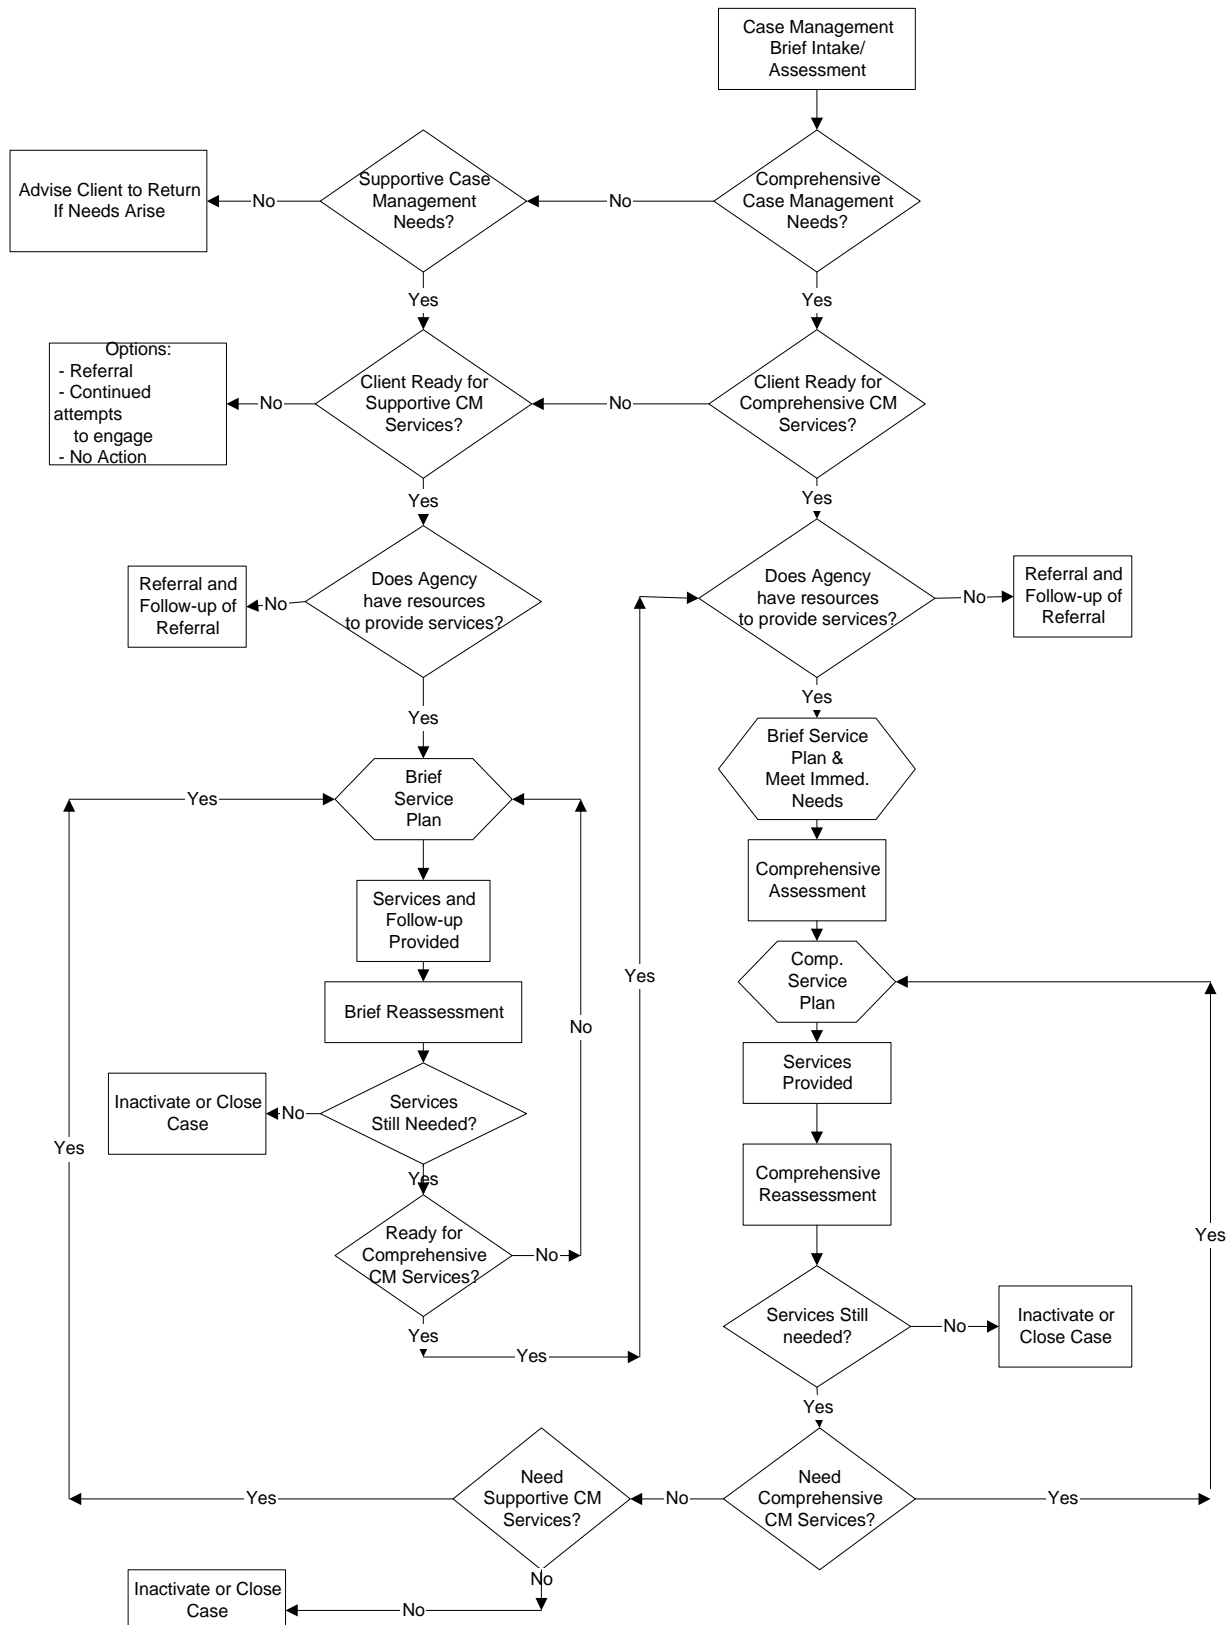 Case Management
Brief Intake/
Assessment
Advise Client to Return
If Needs Arise
No
Supportive Case
Management
Needs?
No
Comprehensive
Case Management
Needs?
Yes
Yes
Options:
- Referral
- Continued
attempts
to engage
- No Action
No
Client Ready for
Supportive CM
Services?
No
Client Ready for
Comprehensive CM
Services?
Yes
Yes
Referral and
Follow-up of
Referral
No
Does Agency
have resources
to provide services?
Does Agency
have resources
to provide services?
No
Referral and
Follow-up of
Referral
Yes
Yes
Yes
Brief
Service
Plan
Brief Service
Plan &
Meet Immed.
Needs
Services and
Follow-up
Provided
Comprehensive
Assessment
Yes
Comp.
Service
Plan
Brief Reassessment
No
Services
Provided
Inactivate or Close
Case
No
Services
Still Needed?
Yes
Yes
Comprehensive
Reassessment
Ready for
Comprehensive
CM Services?
No
Yes
Yes
Yes
Services Still
needed?
No
Inactivate or
Close Case
Yes
Yes
Need
Supportive CM
Services?
No
Need
Comprehensive
CM Services?
Yes
No
Inactivate or Close
Case
No